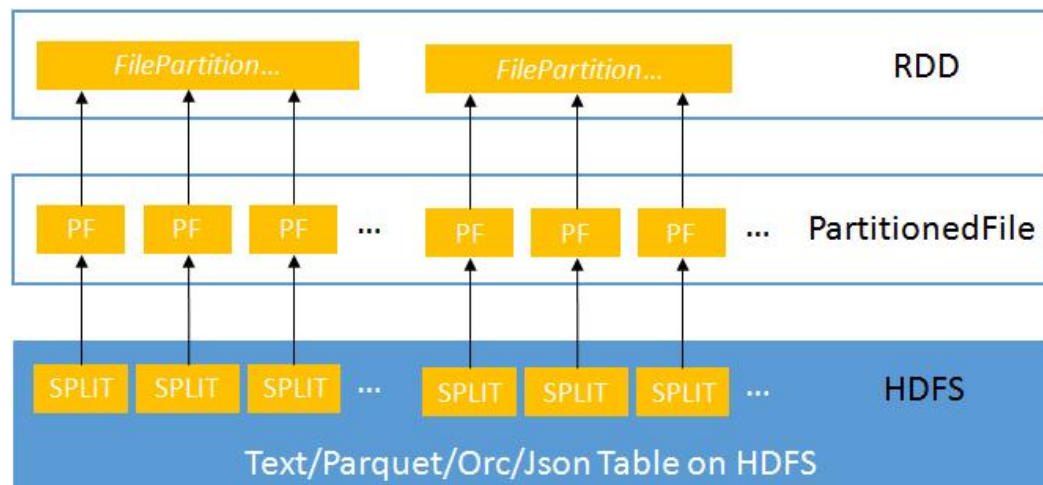 FilePartition... FilePartition... RDD
PF PF PF ... PF PF PF ... PartitionedFile
SPLIT SPLIT SPLIT ... SPLIT SPLIT SPLIT ... HDFS
Text/Parquet/Orc/Json Table on HDFS